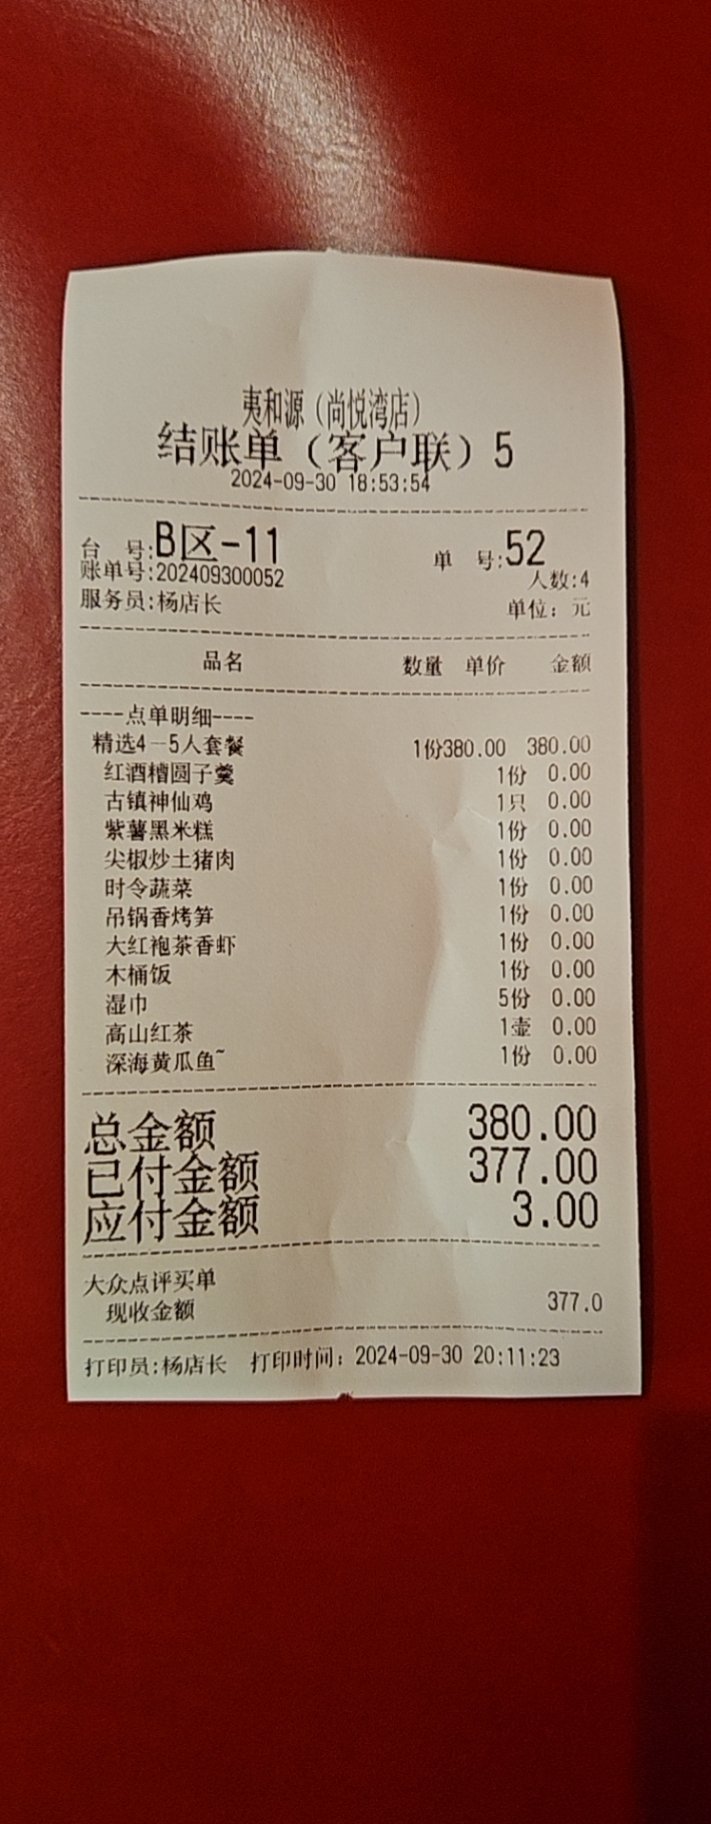 夷和源（尚悦湾店）
结账单（客户联）5
2024-09-30 18:53:54
台 号:B区-11 单 号:52
账单号:202409300052 人数:4
服务员:杨店长 单位：元
品名 数量 单价 金额
----点单明细----
精选4－5人套餐 1份380.00 380.00
红酒糟圆子羹 1份 0.00
古镇神仙鸡 1只 0.00
紫薯黑米糕 1份 0.00
尖椒炒土猪肉 1份 0.00
时令蔬菜 1份 0.00
吊锅香烤笋 1份 0.00
大红袍茶香虾 1份 0.00
木桶饭 1份 0.00
湿巾 5份 0.00
高山红茶 1壶 0.00
深海黄瓜鱼~ 1份 0.00
总金额 380.00
已付金额 377.00
应付金额 3.00
大众点评买单
现收金额 377.0
打印员:杨店长 打印时间：2024-09-30 20:11:23